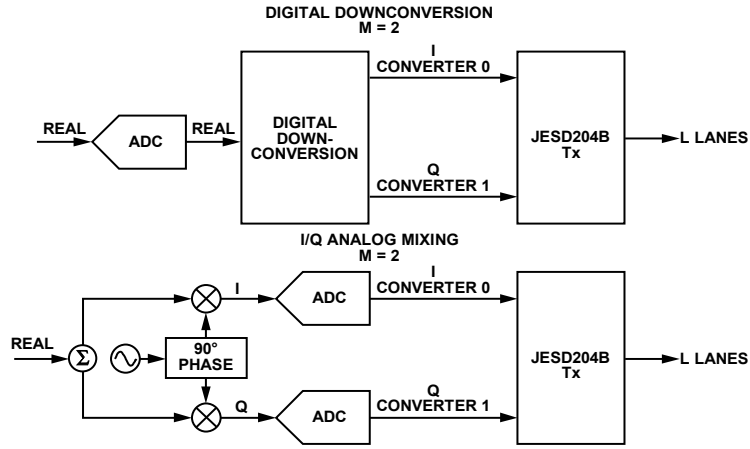 DIGITAL DOWNCONVERSION
M = 2
I
CONVERTER 0
REAL
ADC
REAL
DIGITAL
DOWN-
CONVERSION
JESD204B
Tx
L LANES
Q
CONVERTER 1
I/Q ANALOG MIXING
M = 2
I
ADC
I
CONVERTER 0
REAL
Σ
90°
PHASE
JESD204B
Tx
L LANES
Q
ADC
Q
CONVERTER 1